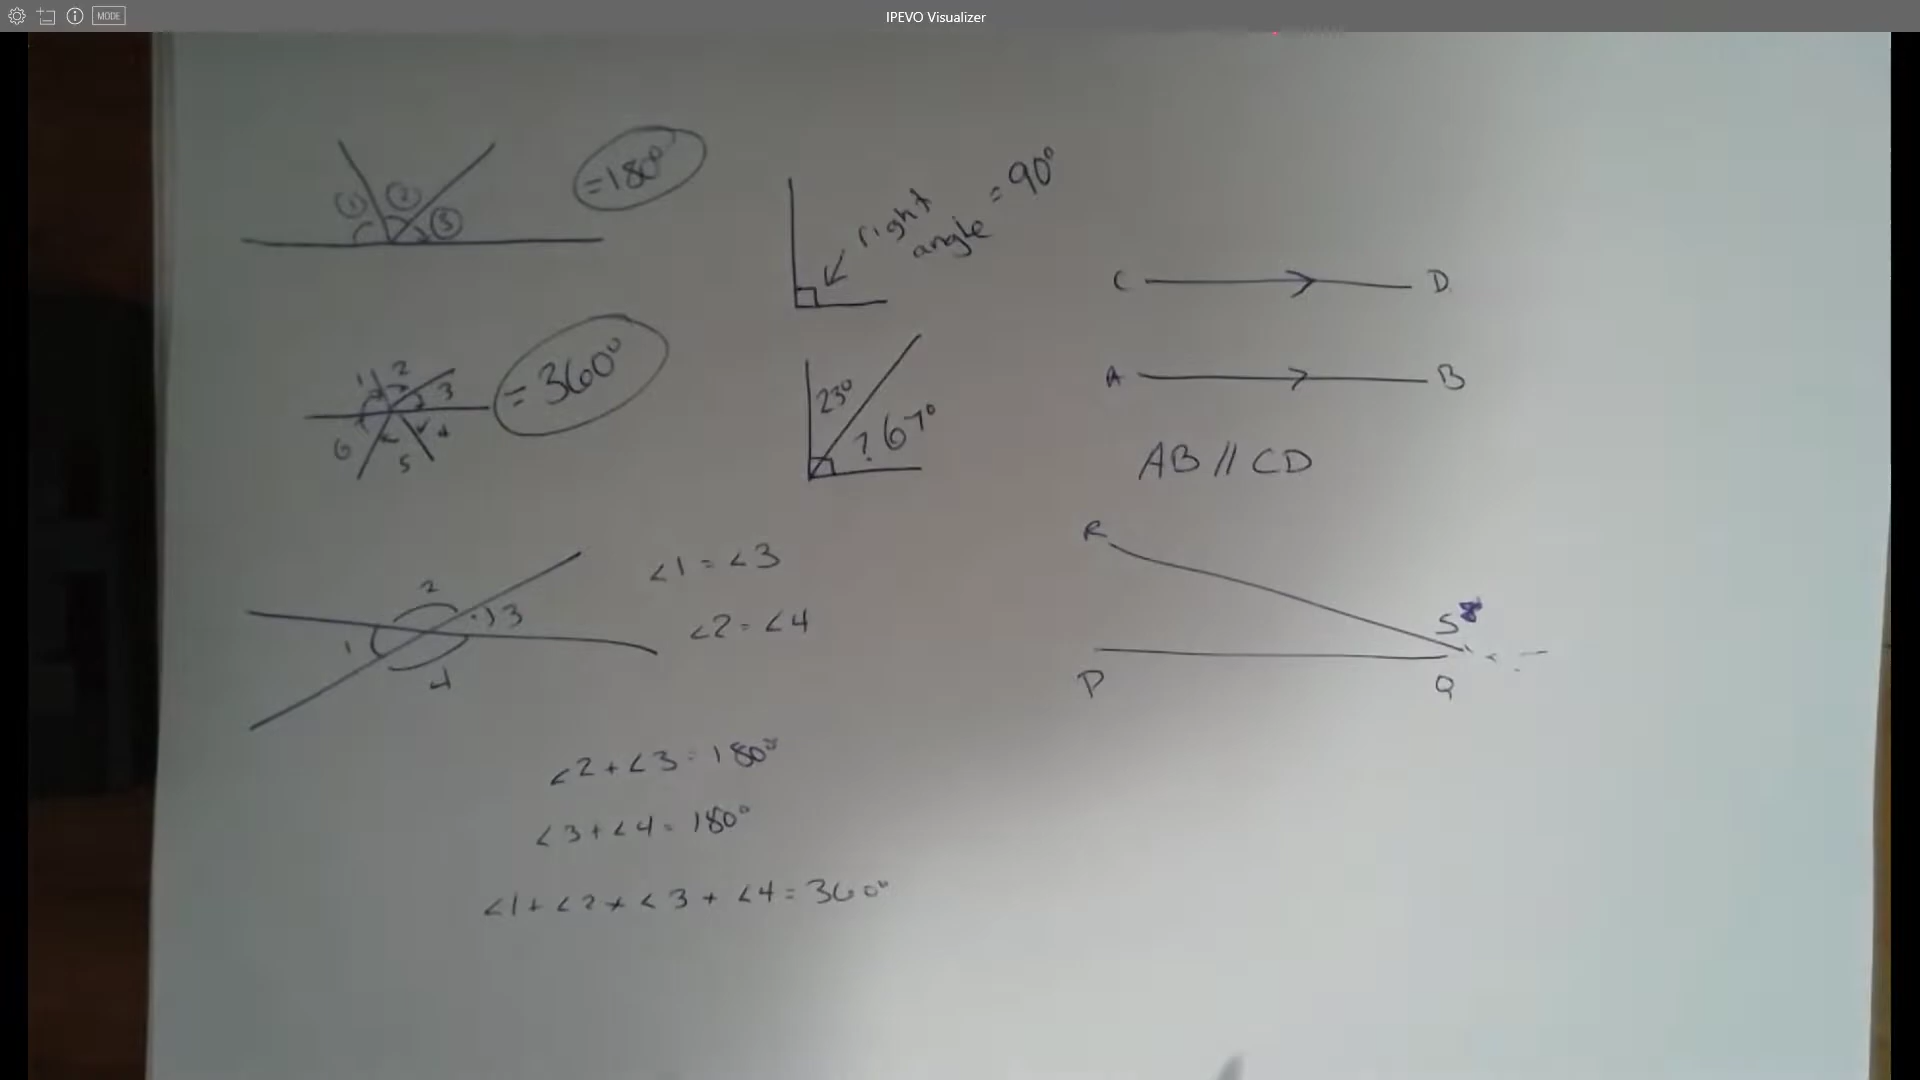 MODE
IPEVO Visualizer
1 2 3
=180°
right
angle = 90°
1 2 3
6 5 4
= 360°
23°
? 67°
C D
A B
AB // CD
2
1 3
4
∠1 = ∠3
∠2 = ∠4
R
S
P Q
∠2 + ∠3 = 180°
∠3 + ∠4 = 180°
∠1 + ∠2 + ∠3 + ∠4 = 360°